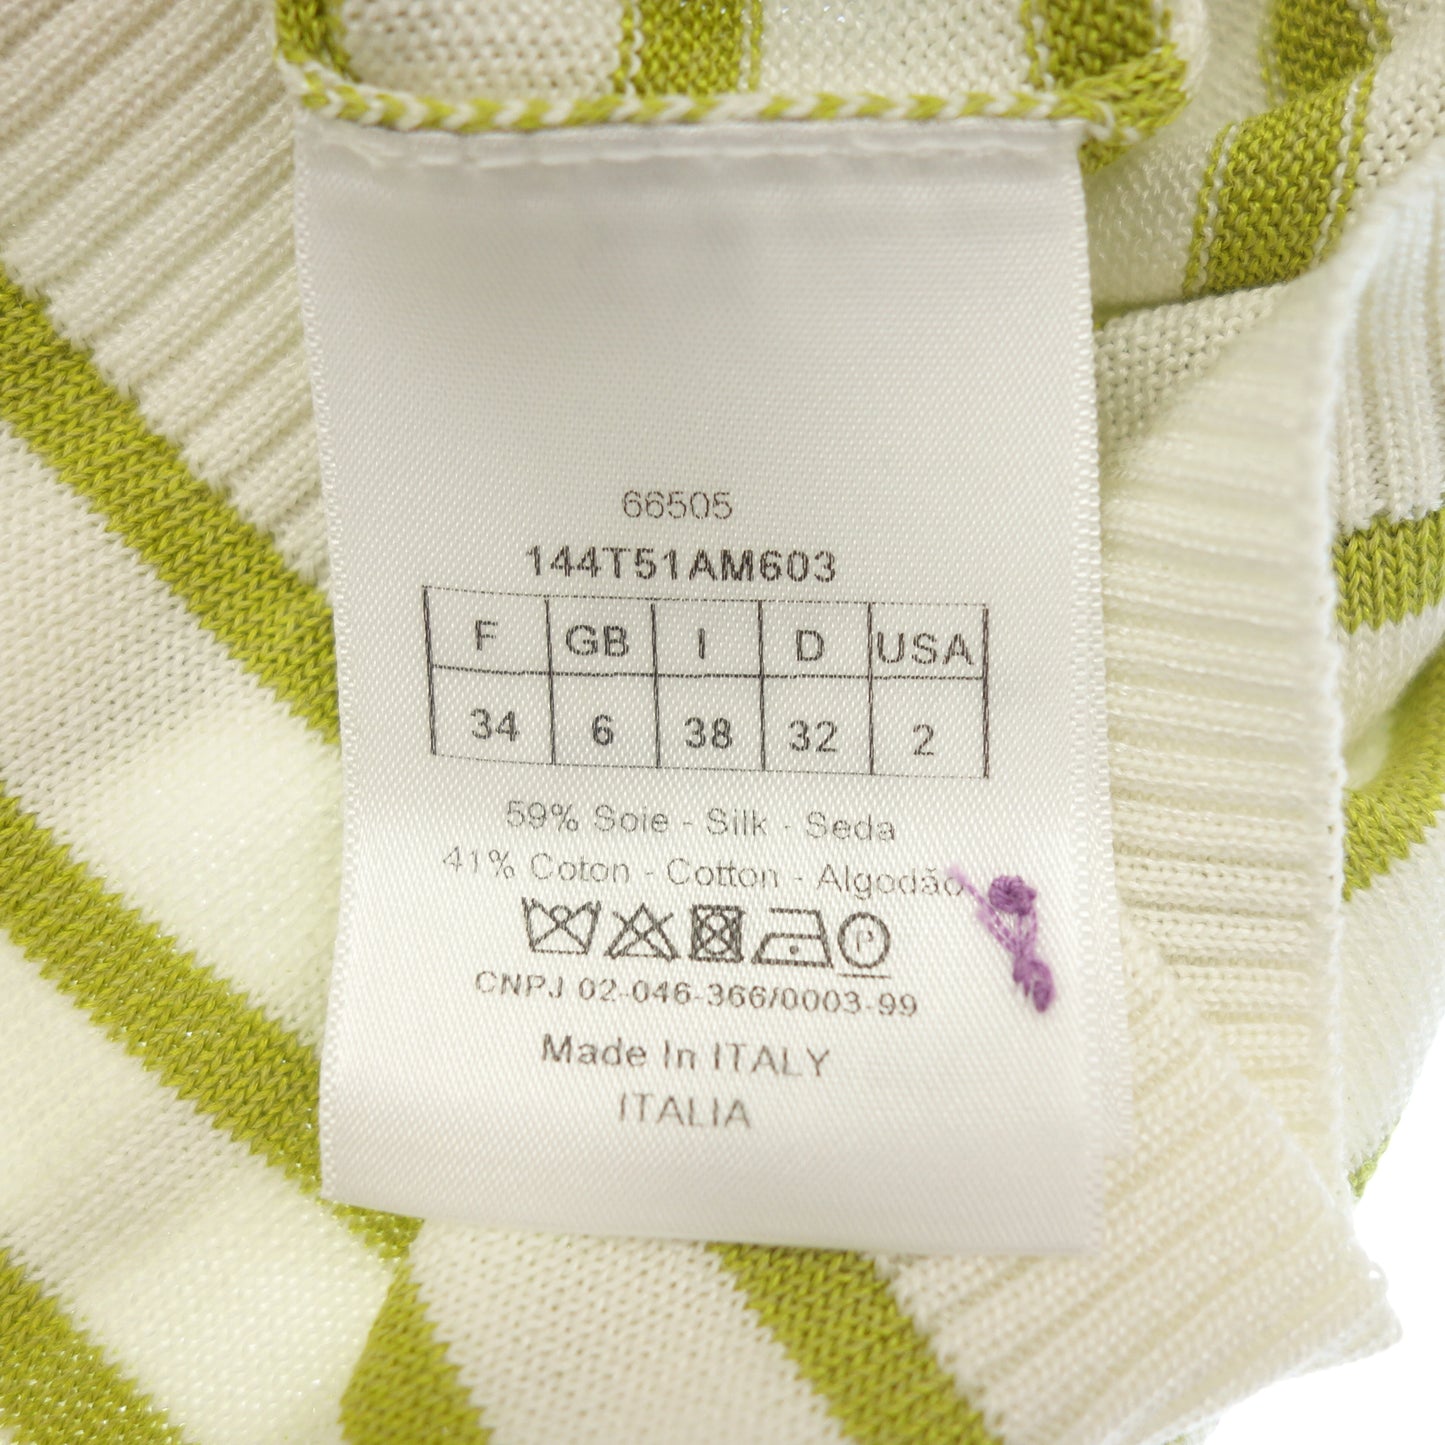 66505
144T51AM603
F GB I D USA
34 6 38 32 2
59% Soie - Silk - Seda
41% Coton - Cotton - Algodão
P
CNPJ 02-046-366/0003-99
Made In ITALY
ITALIA